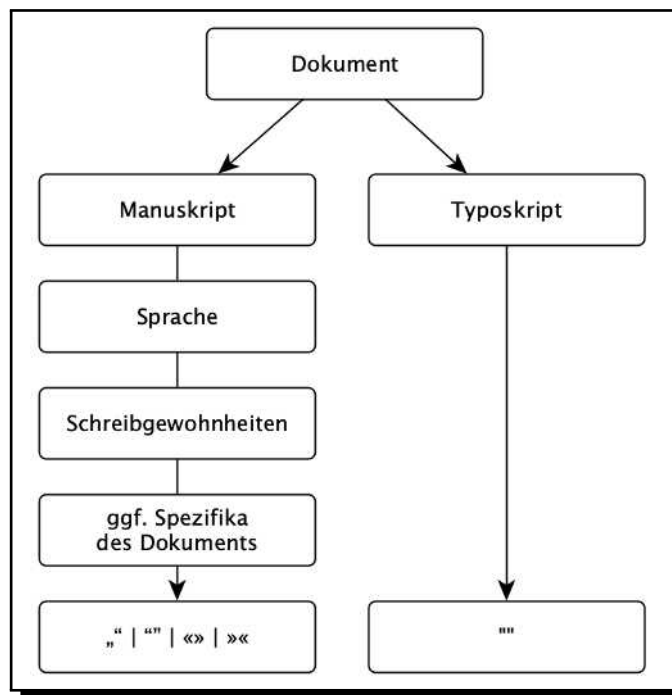 Dokument
Manuskript
Typoskript
Sprache
Schreibgewohnheiten
ggf. Spezifika
des Dokuments
„“ | “” | «» | »«
""